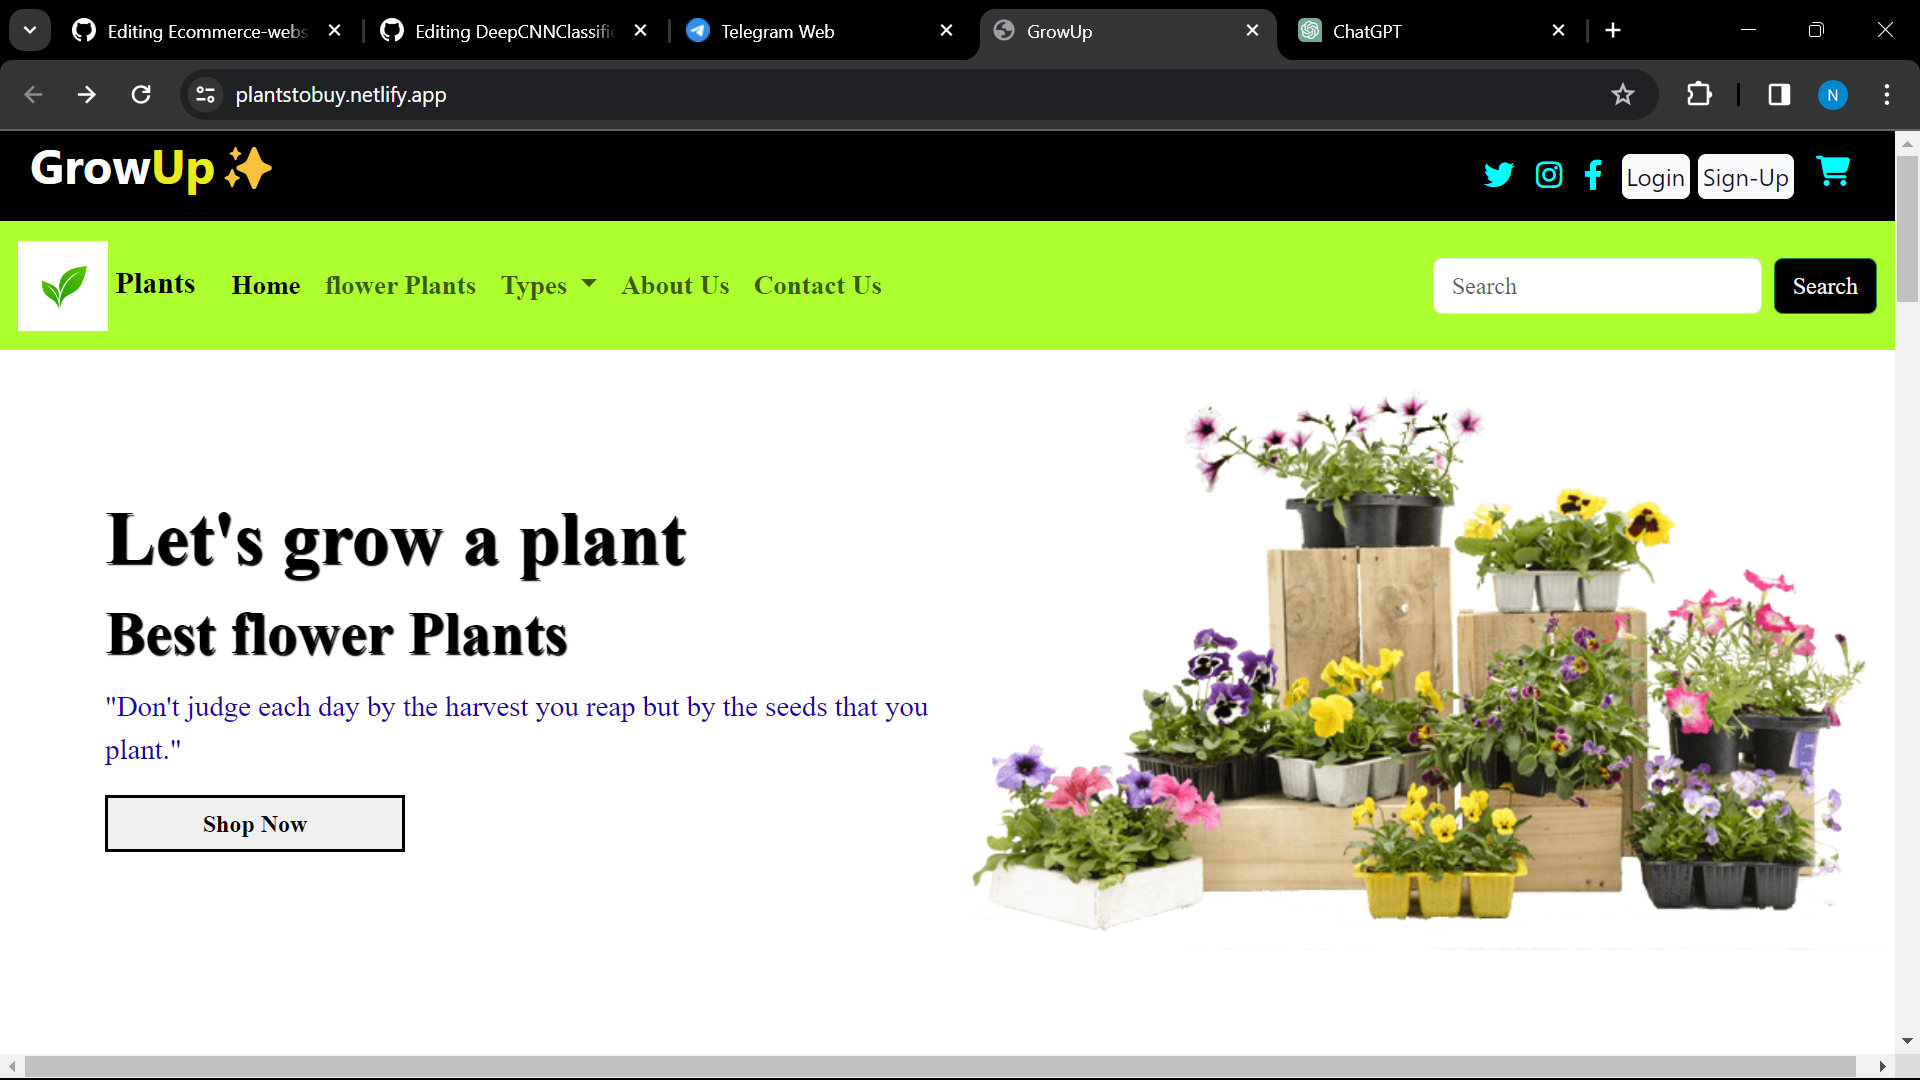 Editing Ecommerce-webs
Editing DeepCNNClassifi
Telegram Web
GrowUp
ChatGPT
plantstobuy.netlify.app
N
GrowUp
Login
Sign-Up
Plants
Home
flower Plants
Types
About Us
Contact Us
Search
Search
Let's grow a plant
Best flower Plants
"Don't judge each day by the harvest you reap but by the seeds that you
plant."
Shop Now